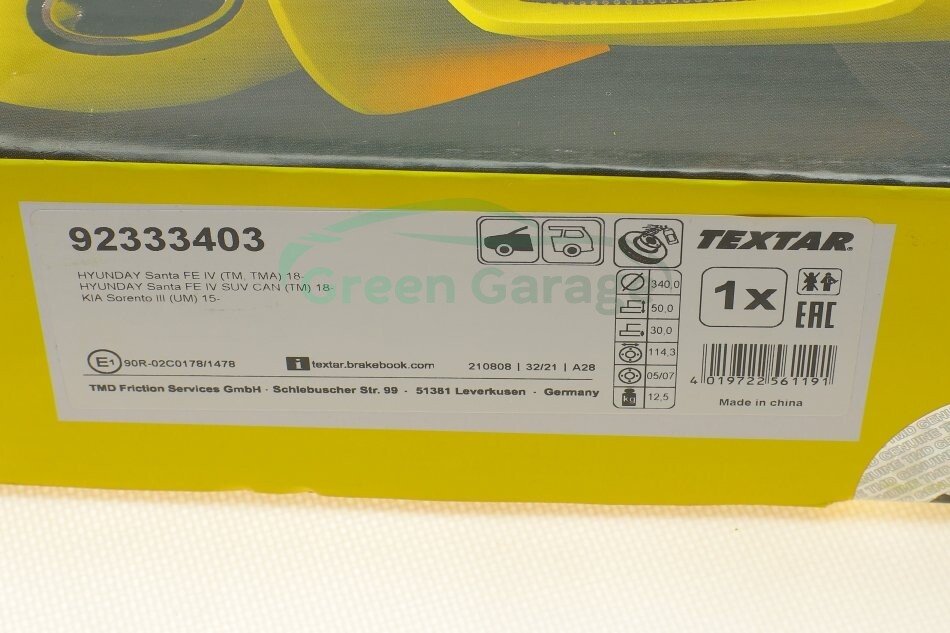 92333403
HYUNDAY Santa FE IV (TM, TMA) 18-
HYUNDAY Santa FE IV SUV CAN (TM) 18-
KIA Sorento III (UM) 15-
Green Garag
E1 90R-02C0178/1478
i textar.brakebook.com
210808 | 32/21 | A28
TMD Friction Services GmbH · Schlebuscher Str. 99 · 51381 Leverkusen · Germany
340,0
50,0
30,0
114,3
05/07
kg 12,5
TEXTAR®
1x
EAC
4 019722 561191
Made in china